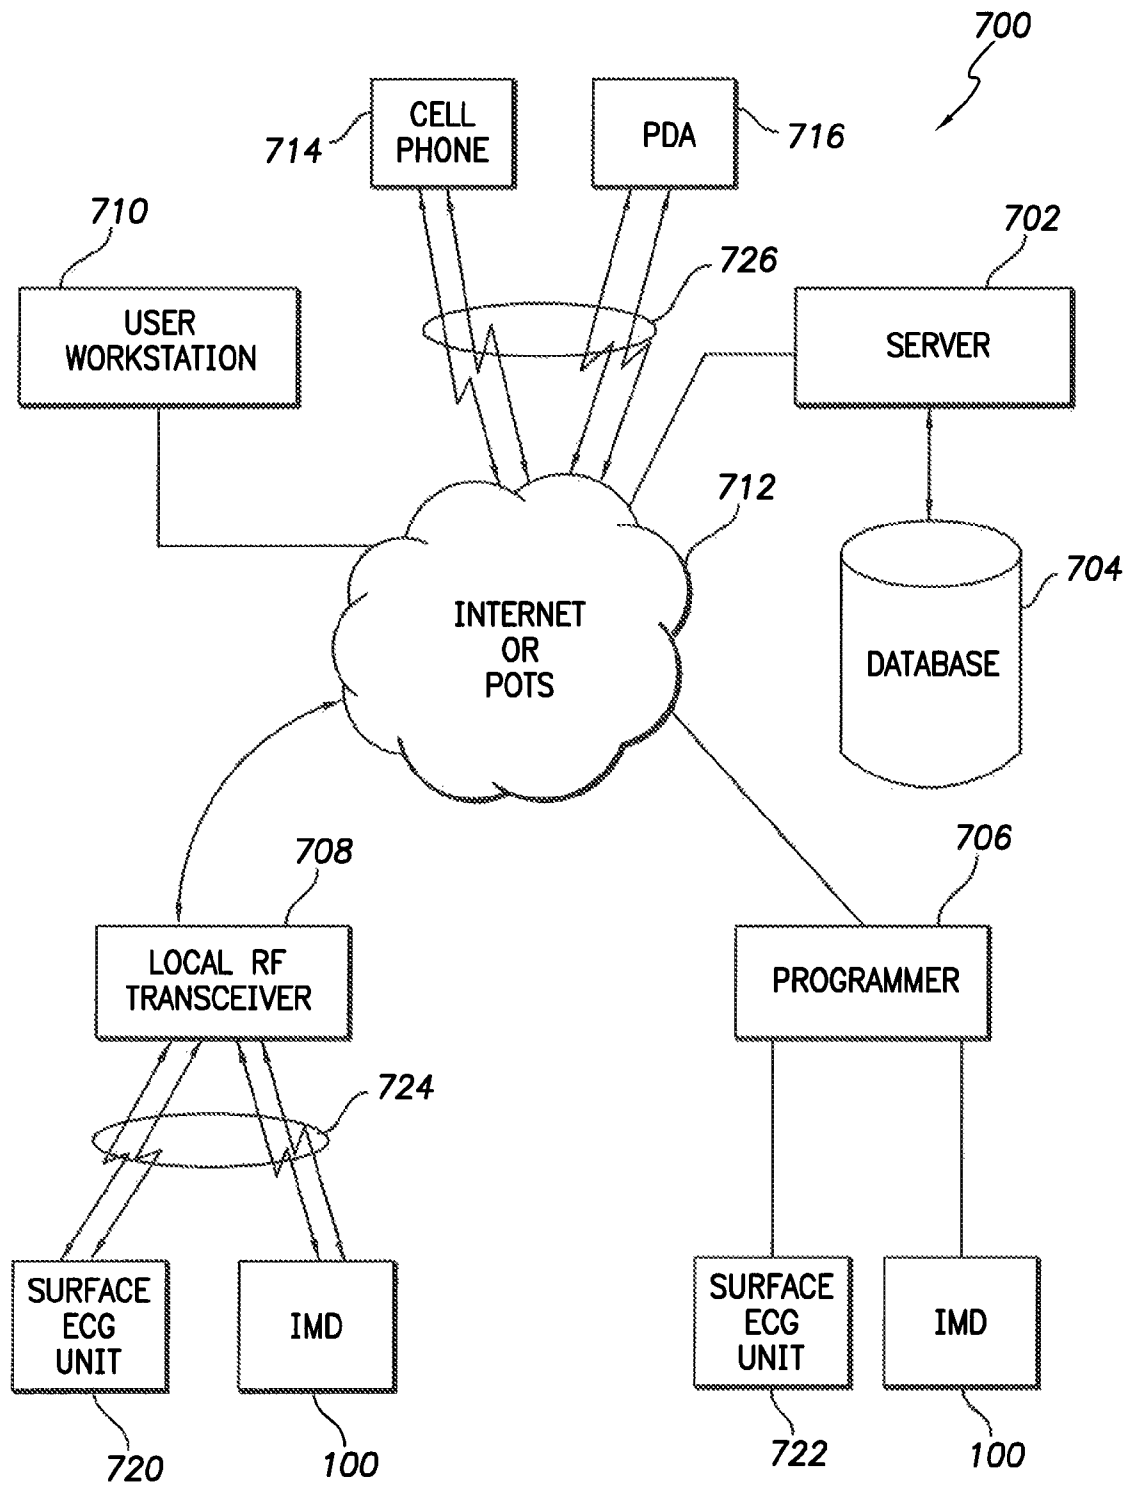 700
CELL
PHONE
714
PDA
716
710
702
726
USER
WORKSTATION
SERVER
712
704
INTERNET
OR
POTS
DATABASE
708
706
LOCAL RF
TRANSCEIVER
PROGRAMMER
724
SURFACE
ECG
UNIT
IMD
SURFACE
ECG
UNIT
IMD
720
100
722
100